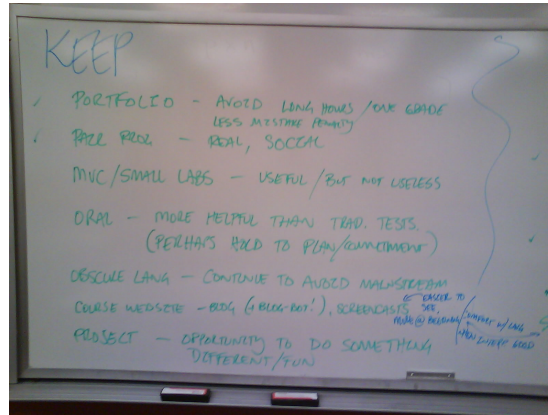 KEEP
PORTFOLIO - AVOID LONG HOURS / ONE GRADE
LESS MISTAKE PENALTY
PAIR PROG - REAL, SOCIAL
MVC/SMALL LABS - USEFUL / BUT NOT USELESS
ORAL - MORE HELPFUL THAN TRAD. TESTS.
(PERHAPS HOLD TO PLAN/COMMITMENT)
OBSCURE LANG - CONTINUE TO AVOID MAINSTREAM
COURSE WEBSITE - BLOG (+ BLOG-BOT!), SCREENCASTS
EASIER TO
SEE,
PROJECT - OPPORTUNITY TO DO SOMETHING
DIFFERENT/FUN